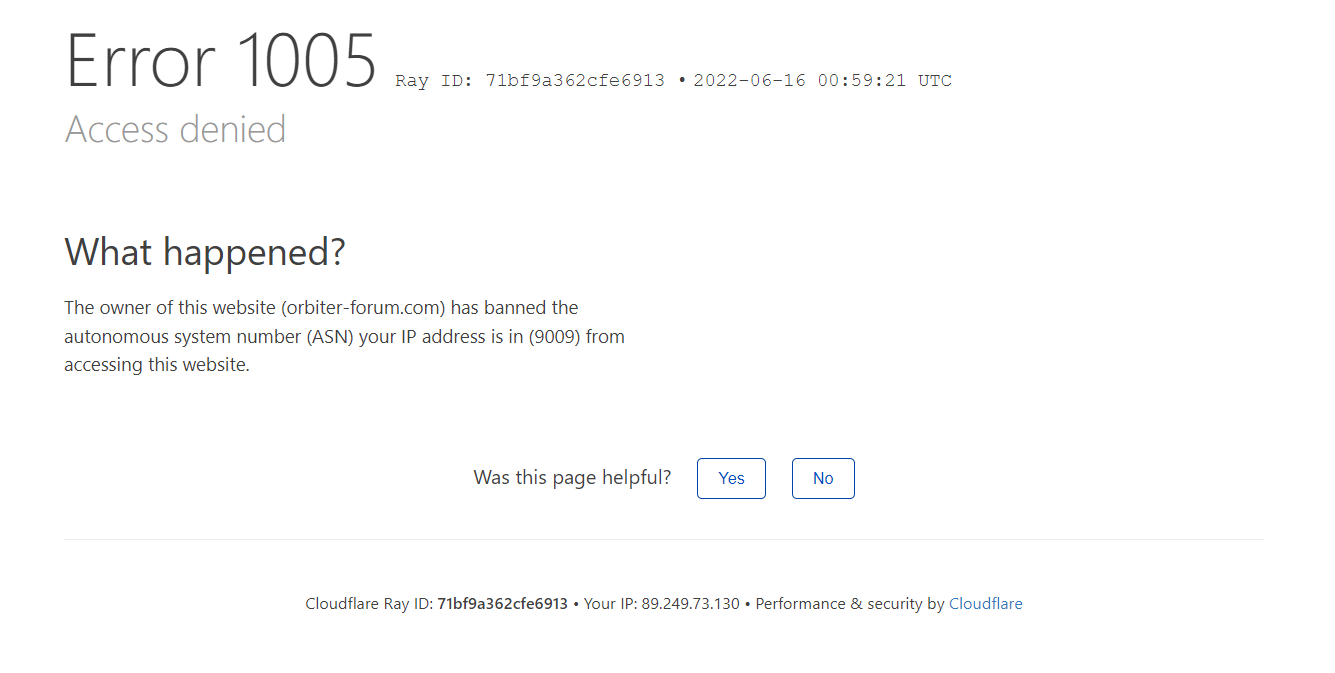 Error 1005 Ray ID: 71bf9a362cfe6913 • 2022-06-16 00:59:21 UTC
Access denied
What happened?
The owner of this website (orbiter-forum.com) has banned the
autonomous system number (ASN) your IP address is in (9009) from
accessing this website.
Was this page helpful? Yes No
Cloudflare Ray ID: 71bf9a362cfe6913 • Your IP: 89.249.73.130 • Performance & security by Cloudflare